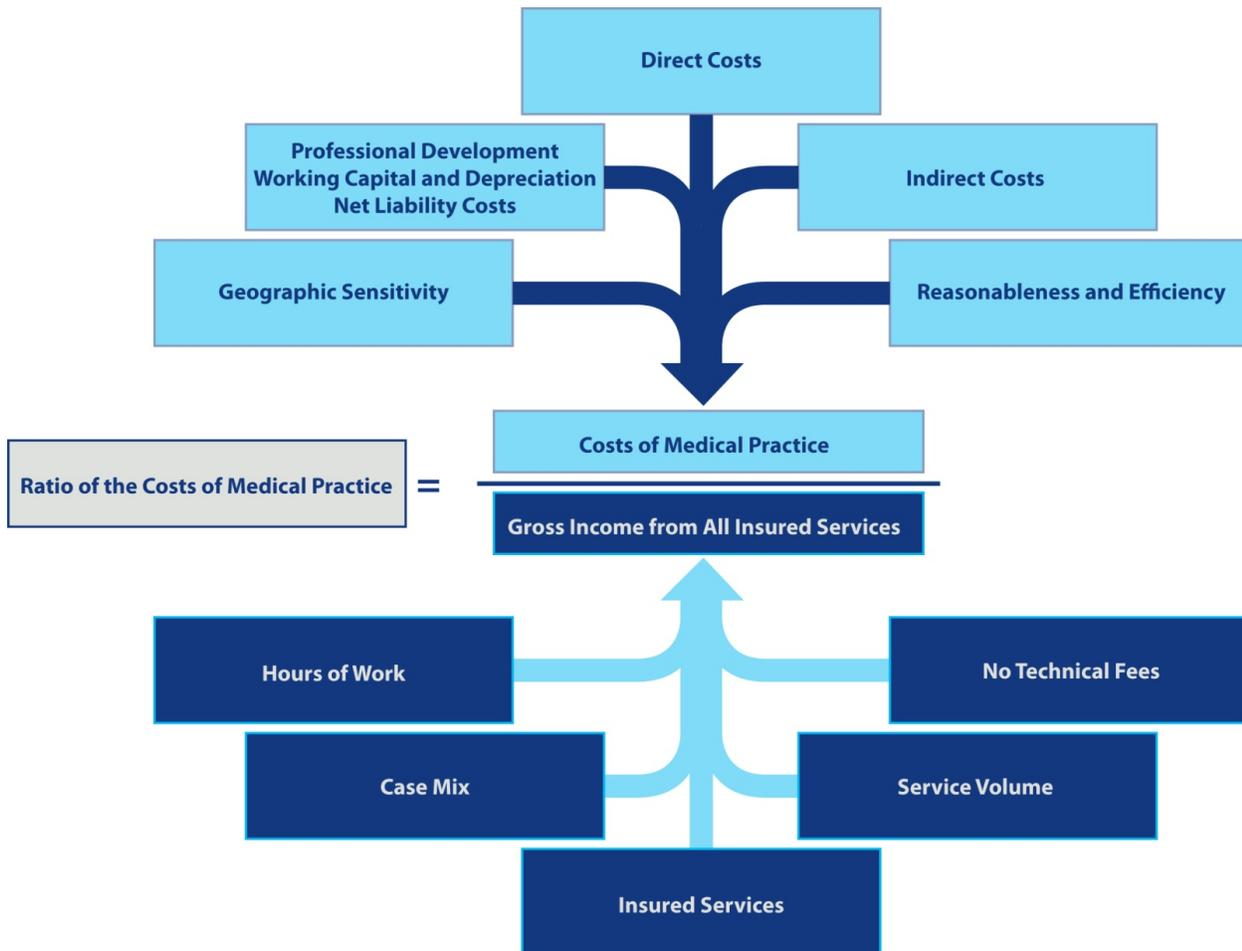 Direct Costs
Professional Development
Working Capital and Depreciation
Net Liability Costs
Indirect Costs
Geographic Sensitivity
Reasonableness and Efficiency
Costs of Medical Practice
Ratio of the Costs of Medical Practice =
Gross Income from All Insured Services
Hours of Work
No Technical Fees
Case Mix
Service Volume
Insured Services